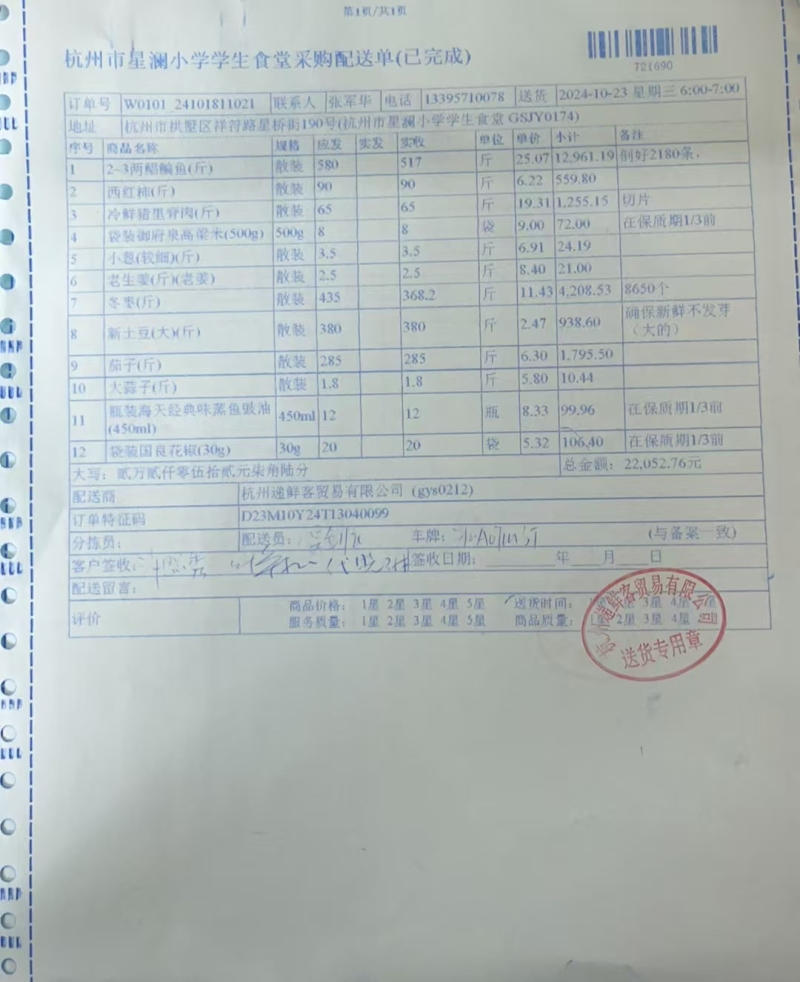 第1页/共1页
杭州市星澜小学学生食堂采购配送单(已完成)
721690
订单号 W0101_24101811021 联系人 张军华 电话 13395710078 送货 2024-10-23 星期三 6:00-7:00
地址 杭州市拱墅区祥符路星桥街190号(杭州市星澜小学学生食堂 GSJY0174)
序号 商品名称 规格 应发 实发 实收 单位 单价 小计 备注
1 2~3两鲳鳊鱼(斤) 散装 580 517 斤 25.07 12,961.19 剖好2180条,
2 西红柿(斤) 散装 90 90 斤 6.22 559.80
3 冷鲜猪里脊肉(斤) 散装 65 65 斤 19.31 1,255.15 切片
4 袋装御府泉高粱米(500g) 500g 8 8 袋 9.00 72.00 在保质期1/3前
5 小葱(较细)(斤) 散装 3.5 3.5 斤 6.91 24.19
6 老生姜(斤)(老姜) 散装 2.5 2.5 斤 8.40 21.00
7 冬枣(斤) 散装 435 368.2 斤 11.43 4,208.53 8650个
8 新土豆(大)(斤) 散装 380 380 斤 2.47 938.60 确保新鲜不发芽
(大的)
9 茄子(斤) 散装 285 285 斤 6.30 1,795.50
10 大蒜子(斤) 散装 1.8 1.8 斤 5.80 10.44
11 瓶装海天经典味蒸鱼豉油
(450ml) 450ml 12 12 瓶 8.33 99.96 在保质期1/3前
12 袋装国良花椒(30g) 30g 20 20 袋 5.32 106.40 在保质期1/3前
大写: 贰万贰仟零伍拾贰元柒角陆分 总金额: 22,052.76元
配送商 杭州递鲜客贸易有限公司 (gys0212)
订单特征码 D23M10Y24T13040099
分拣员: 配送员: 车牌: (与备案一致)
客户签收: 签收日期: 年 月 日
配送留言:
评价 商品价格: 1星 2星 3星 4星 5星 送货时间: 3星 4星
服务质量: 1星 2星 3星 4星 5星 商品质量: 1星 2星 3星 4星
杭州递鲜客贸易有限公司
送货专用章